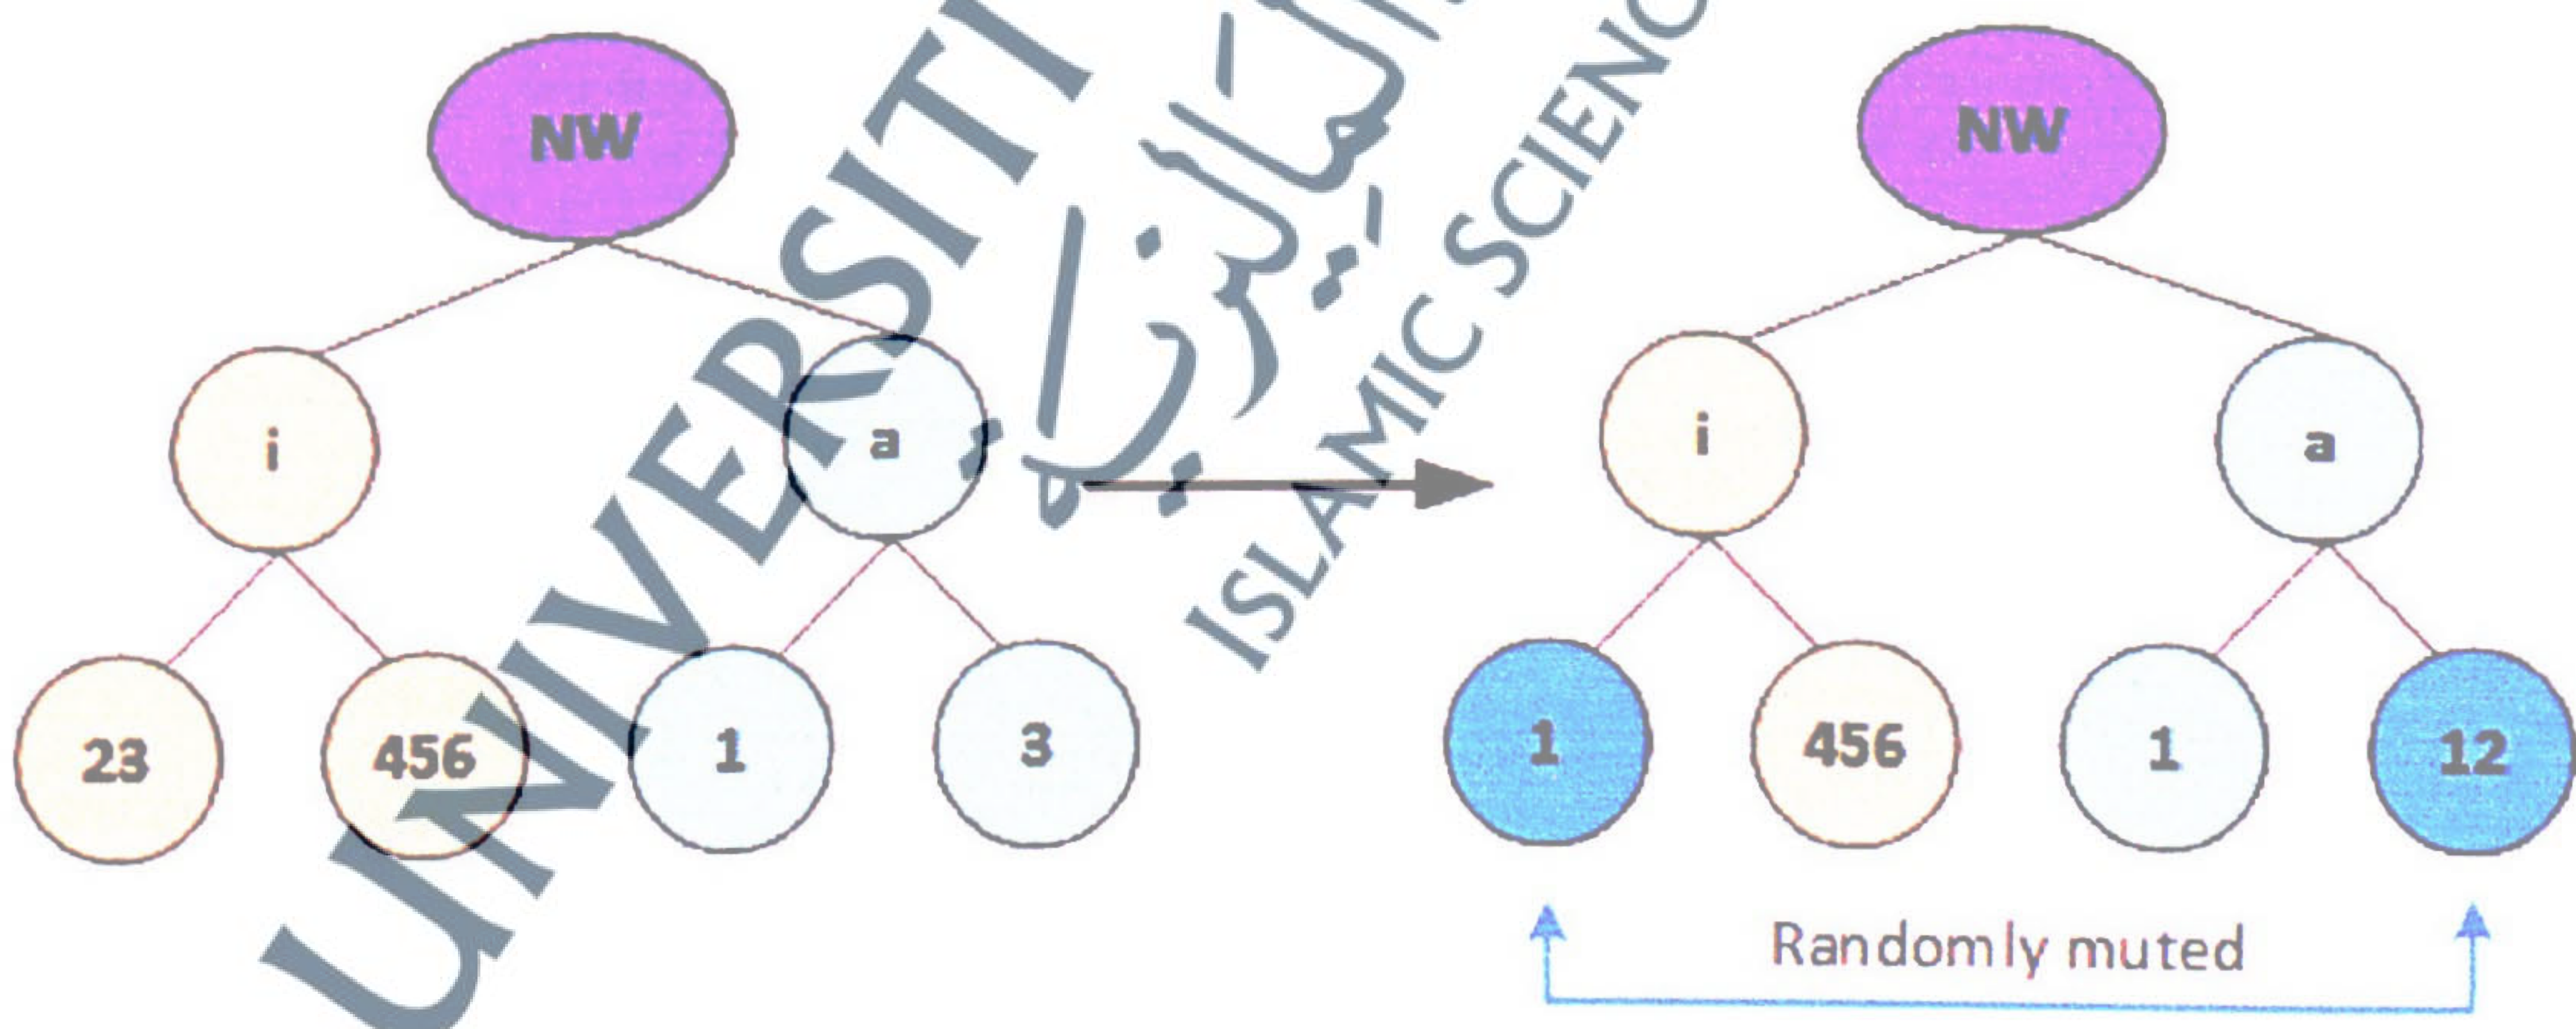 NW NW
i a i a
23 456 1 3 1 456 1 12
Randomly muted
UNIVERSITI
ISLAMIC SCIENC